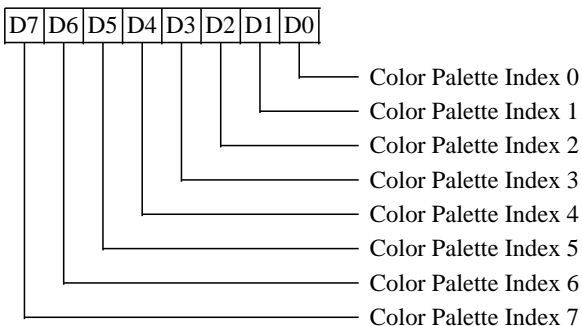 D7 D6 D5 D4 D3 D2 D1 D0
Color Palette Index 0
Color Palette Index 1
Color Palette Index 2
Color Palette Index 3
Color Palette Index 4
Color Palette Index 5
Color Palette Index 6
Color Palette Index 7